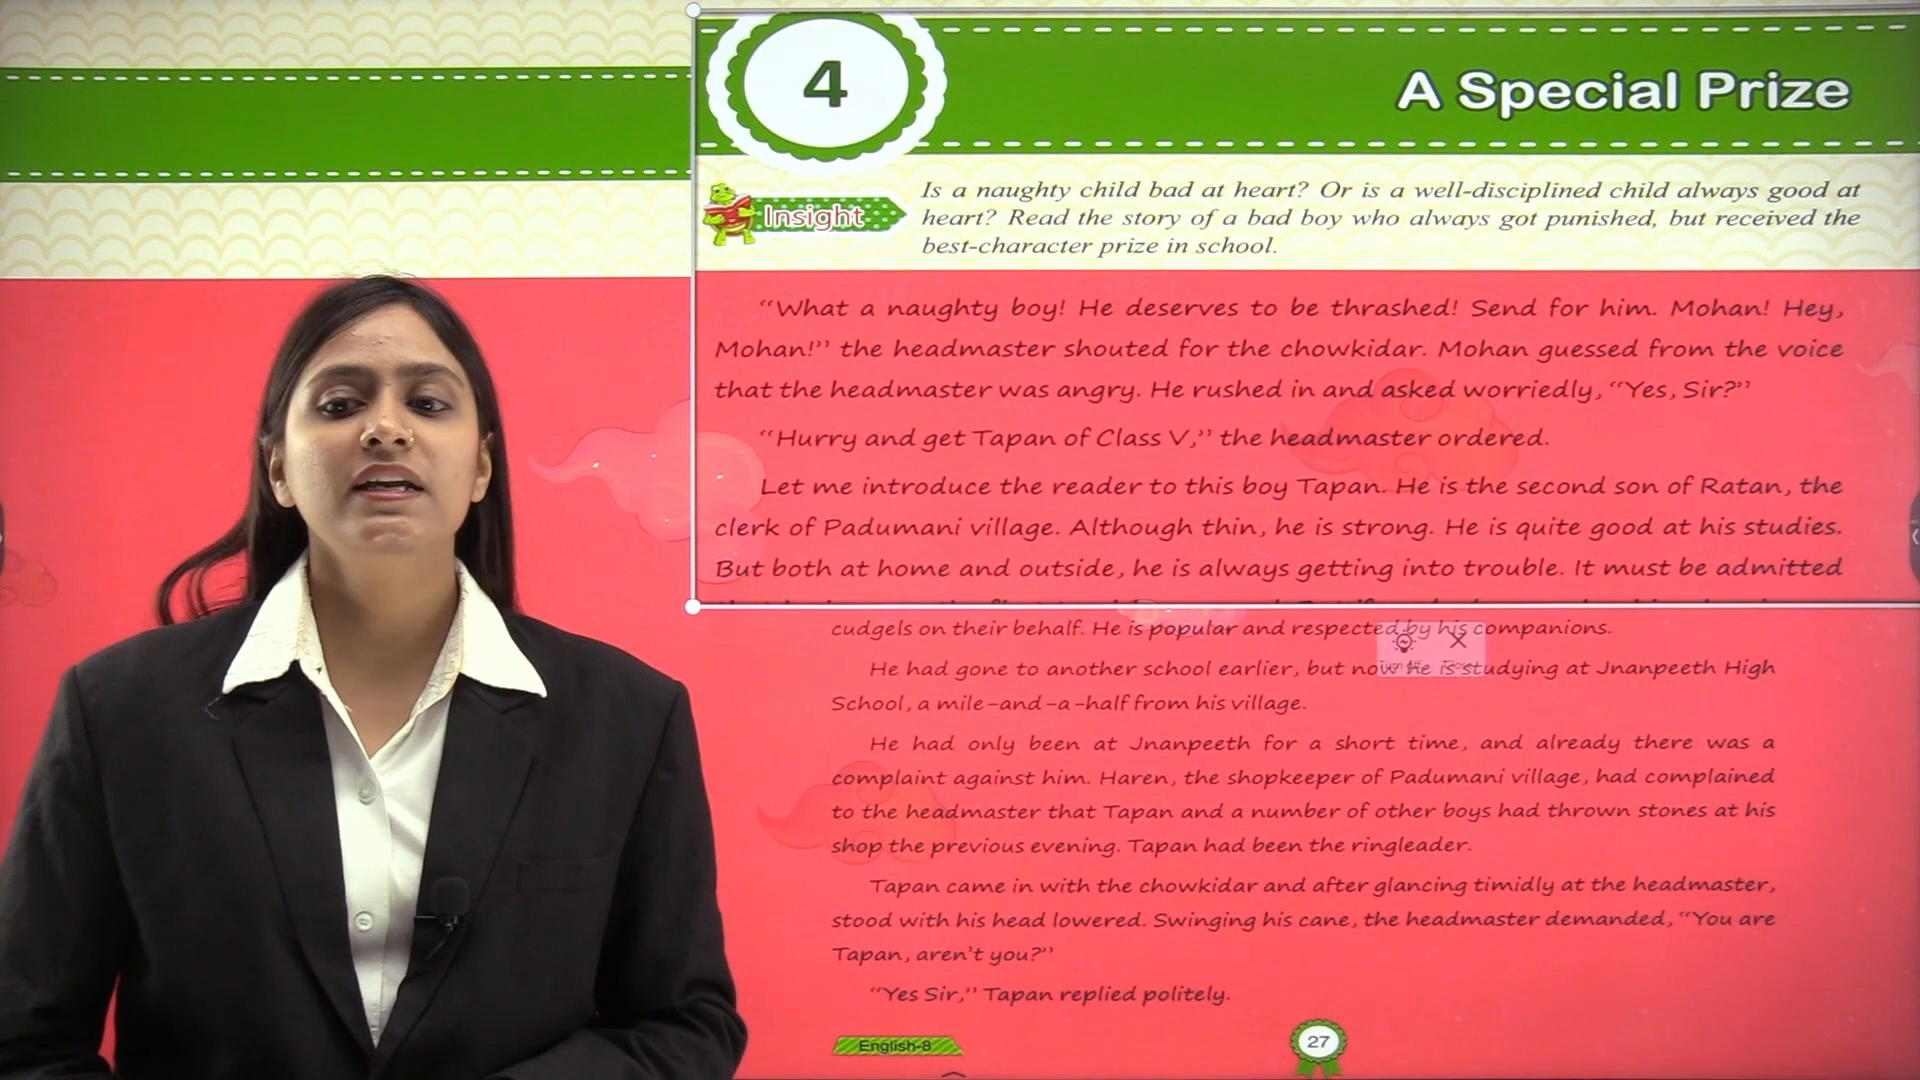 4
A Special Prize
Insight
Is a naughty child bad at heart? Or is a well-disciplined child always good at
heart? Read the story of a bad boy who always got punished, but received the
best-character prize in school.
“What a naughty boy! He deserves to be thrashed! Send for him. Mohan! Hey,
Mohan!” the headmaster shouted for the chowkidar. Mohan guessed from the voice
that the headmaster was angry. He rushed in and asked worriedly, “Yes, Sir?”
“Hurry and get Tapan of Class V,” the headmaster ordered.
Let me introduce the reader to this boy Tapan. He is the second son of Ratan, the
clerk of Padumani village. Although thin, he is strong. He is quite good at his studies.
But both at home and outside, he is always getting into trouble. It must be admitted
cudgels on their behalf. He is popular and respected by his companions.
He had gone to another school earlier, but now he is studying at Jnanpeeth High
School, a mile-and-a-half from his village.
He had only been at Jnanpeeth for a short time, and already there was a
complaint against him. Haren, the shopkeeper of Padumani village, had complained
to the headmaster that Tapan and a number of other boys had thrown stones at his
shop the previous evening. Tapan had been the ringleader.
Tapan came in with the chowkidar and after glancing timidly at the headmaster,
stood with his head lowered. Swinging his cane, the headmaster demanded, “You are
Tapan, aren’t you?”
“Yes Sir,” Tapan replied politely.
English-8
27